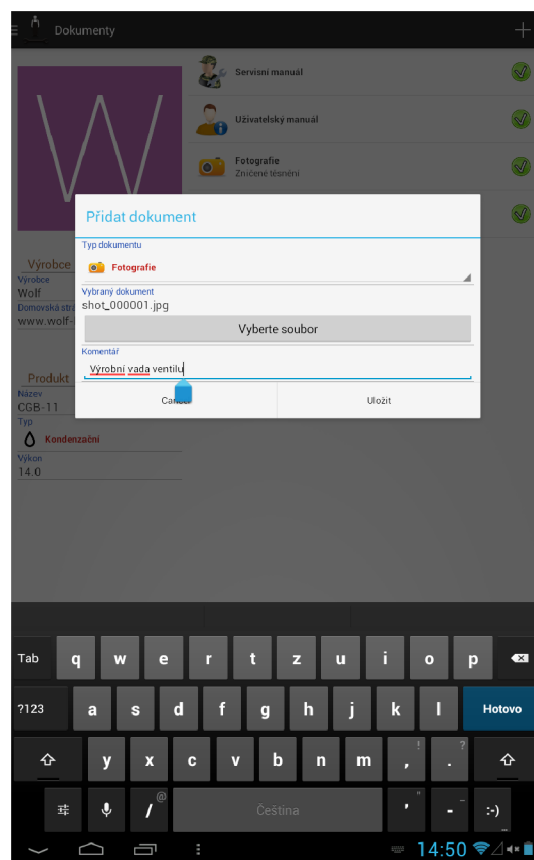 Dokumenty
W
Servisní manuál
Uživatelský manuál
Fotografie
Zničené těsnění
Přidat dokument
Typ dokumentu
Fotografie
Vybraný dokument
shot_000001.jpg
Vyberte soubor
Komentář
Výrobní vada ventilu
Uložit
Výrobce
Výrobce
Wolf
Domovská
www.wolf-
Produkt
Název
CGB-11
Typ
Kondenzační
Výkon
14.0
Tab q w e r t z u i o p
?123 a s d f g h j k l Hotovo
! ?
y x c v b n m , .
@ " _
/ Čeština ' - :-)
14:50